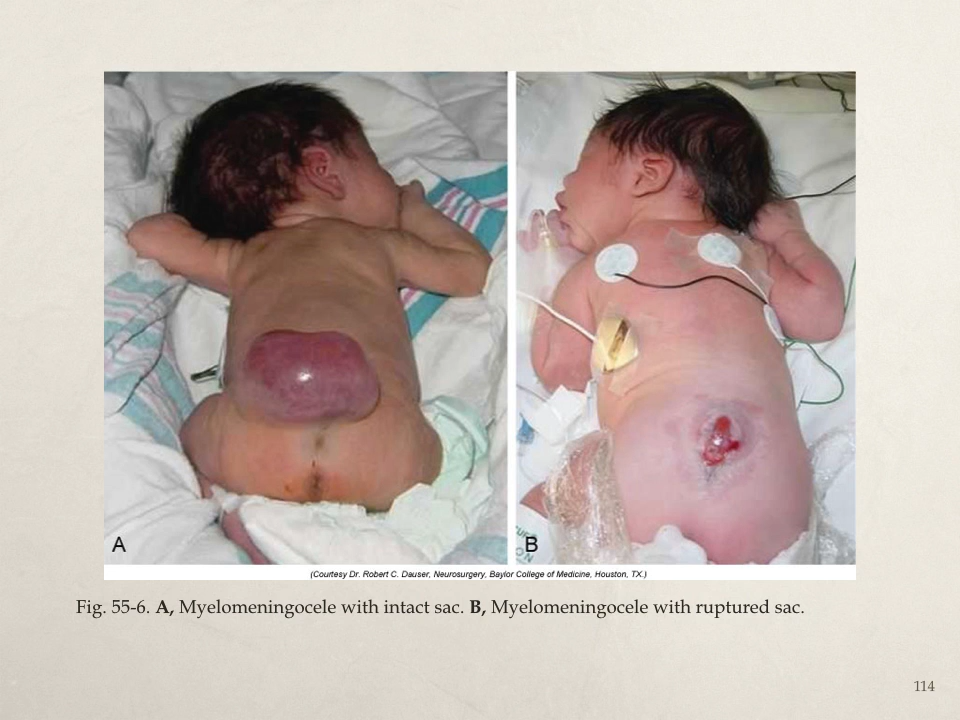 A
B
(Courtesy Dr. Robert C. Dauser, Neurosurgery, Baylor College of Medicine, Houston, TX.)
Fig. 55-6. A, Myelomeningocele with intact sac. B, Myelomeningocele with ruptured sac.
114